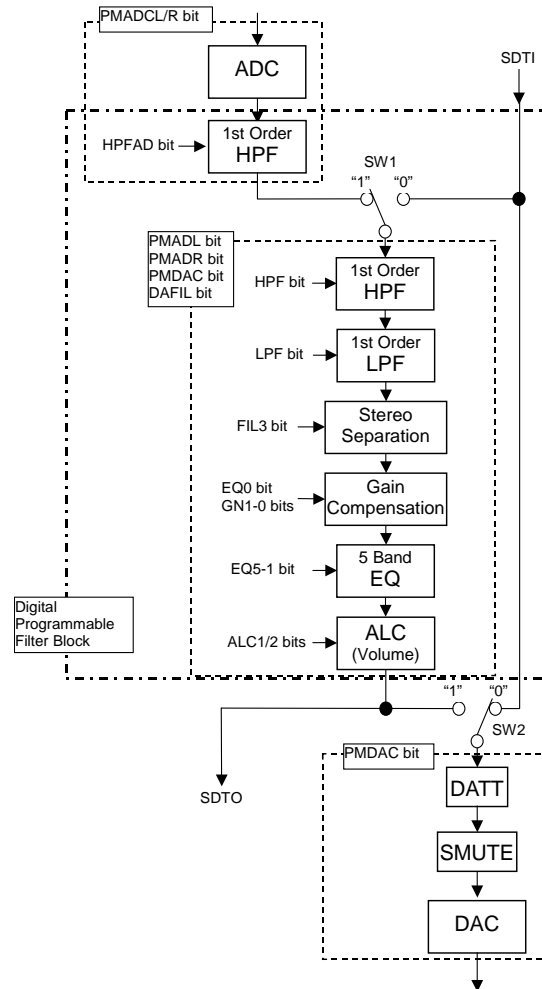 PMADCL/R bit
ADC
SDTI
1st Order
HPF
HPFAD bit
SW1
“1” “0”
PMADL bit
PMADR bit
PMDAC bit
DAFIL bit
1st Order
HPF
HPF bit
1st Order
LPF
LPF bit
Stereo
Separation
FIL3 bit
Gain
Compensation
EQ0 bit
GN1-0 bits
5 Band
EQ
EQ5-1 bit
Digital
Programmable
Filter Block
ALC
(Volume)
ALC1/2 bits
“1” “0”
SW2
PMDAC bit
SDTO
DATT
SMUTE
DAC